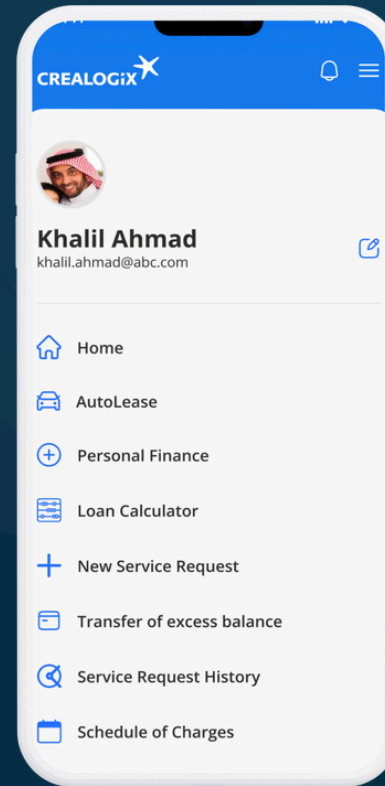 CREALOGIX
Khalil Ahmad
khalil.ahmad@abc.com
Home
AutoLease
Personal Finance
Loan Calculator
New Service Request
Transfer of excess balance
Service Request History
Schedule of Charges